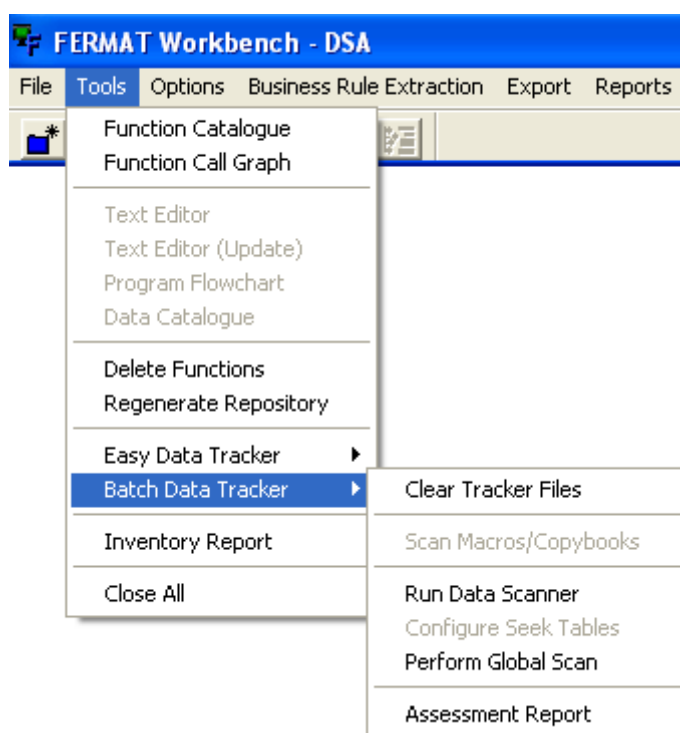 FERMAT Workbench - DSA
File Tools Options Business Rule Extraction Export Reports
Function Catalogue
Function Call Graph
Text Editor
Text Editor (Update)
Program Flowchart
Data Catalogue
Delete Functions
Regenerate Repository
Easy Data Tracker
Batch Data Tracker
Inventory Report
Close All
Clear Tracker Files
Scan Macros/Copybooks
Run Data Scanner
Configure Seek Tables
Perform Global Scan
Assessment Report